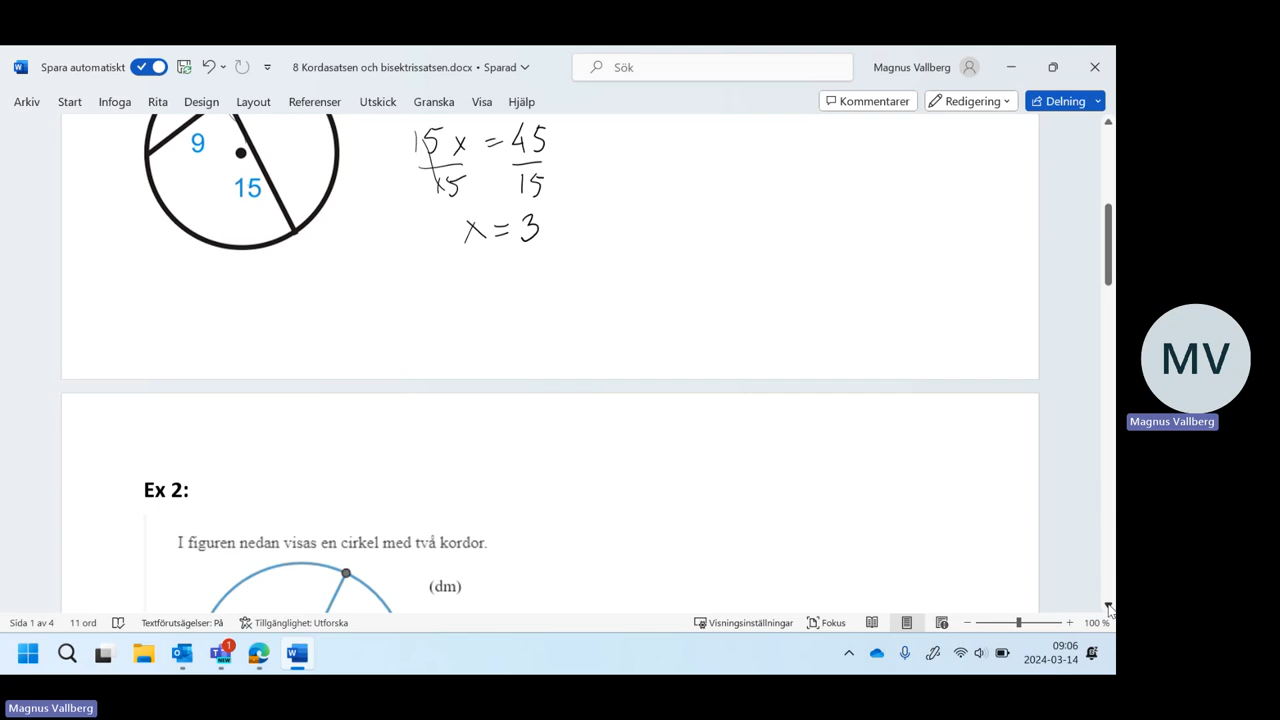 Spara automatiskt
8 Kordasatsen och bisektrissatsen.docx • Sparad
Sök
Magnus Vallberg
Arkiv Start Infoga Rita Design Layout Referenser Utskick Granska Visa Hjälp
Kommentarer Redigering Delning
9
15
15 x = 45
15 15
x = 3
MV
Magnus Vallberg
Ex 2:
I figuren nedan visas en cirkel med två kordor.
(dm)
Sida 1 av 4 11 ord Textförutsägelser: På Tillgänglighet: Utforska Visningsinställningar Fokus 100 %
1
NEW
09:06
2024-03-14
Magnus Vallberg